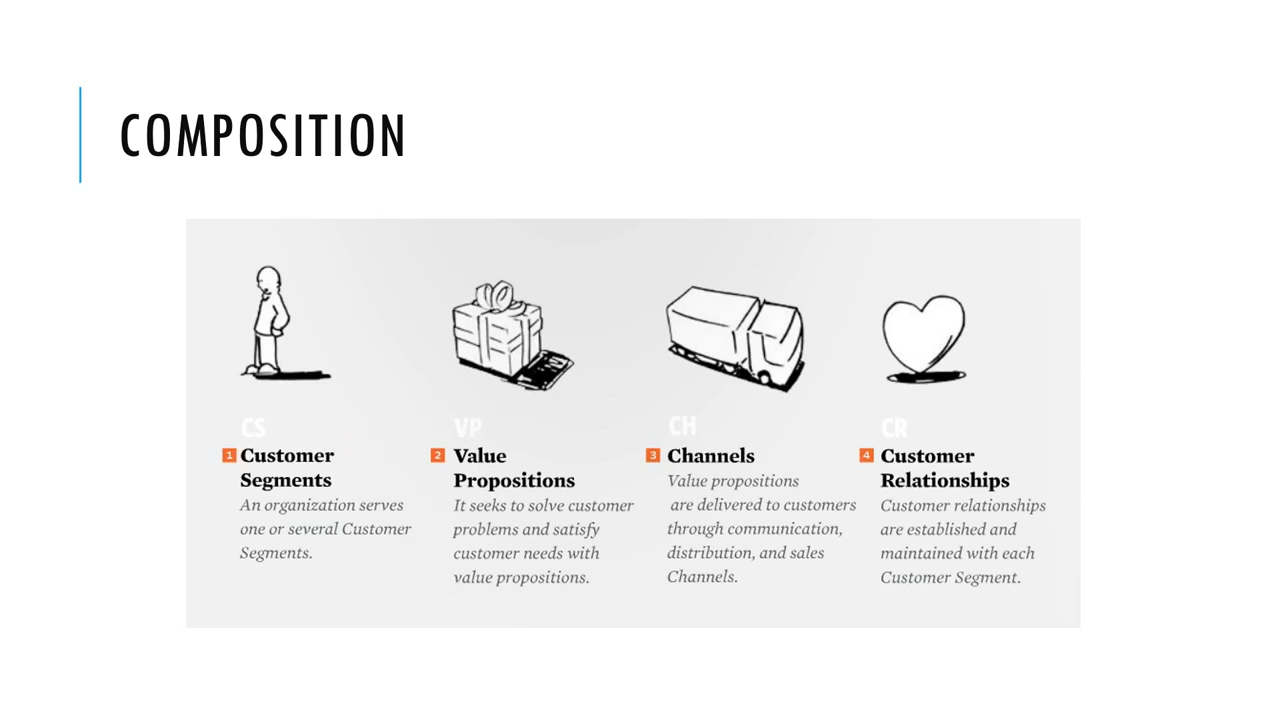 COMPOSITION
CS
1 Customer
Segments
An organization serves
one or several Customer
Segments.
VP
2 Value
Propositions
It seeks to solve customer
problems and satisfy
customer needs with
value propositions.
CH
3 Channels
Value propositions
are delivered to customers
through communication,
distribution, and sales
Channels.
CR
4 Customer
Relationships
Customer relationships
are established and
maintained with each
Customer Segment.